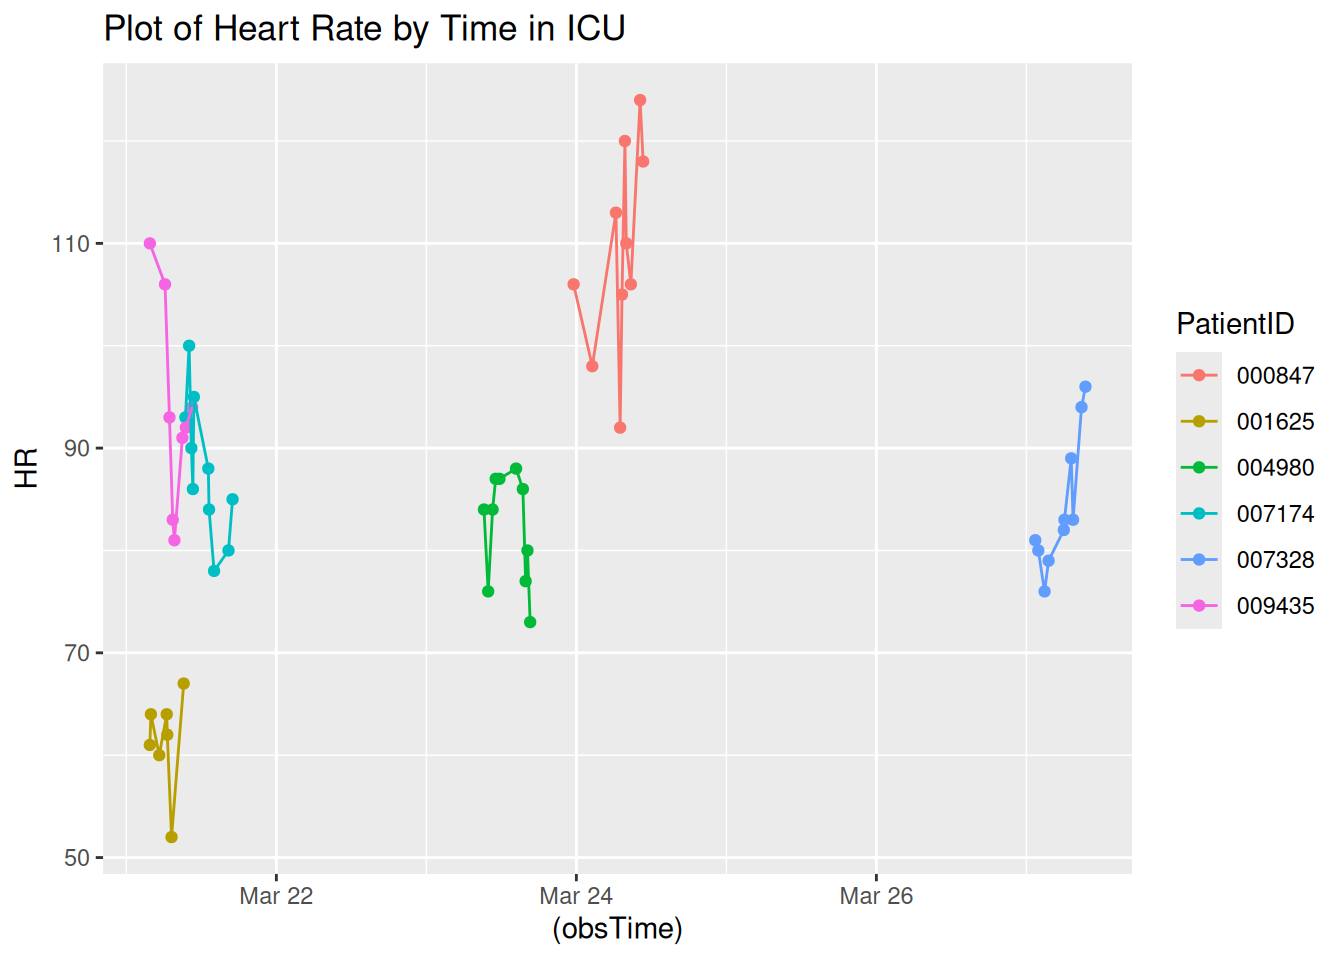 Plot of Heart Rate by Time in ICU
HR
110
90
70
50
Mar 22
Mar 24
Mar 26
(obsTime)
PatientID
000847
001625
004980
007174
007328
009435